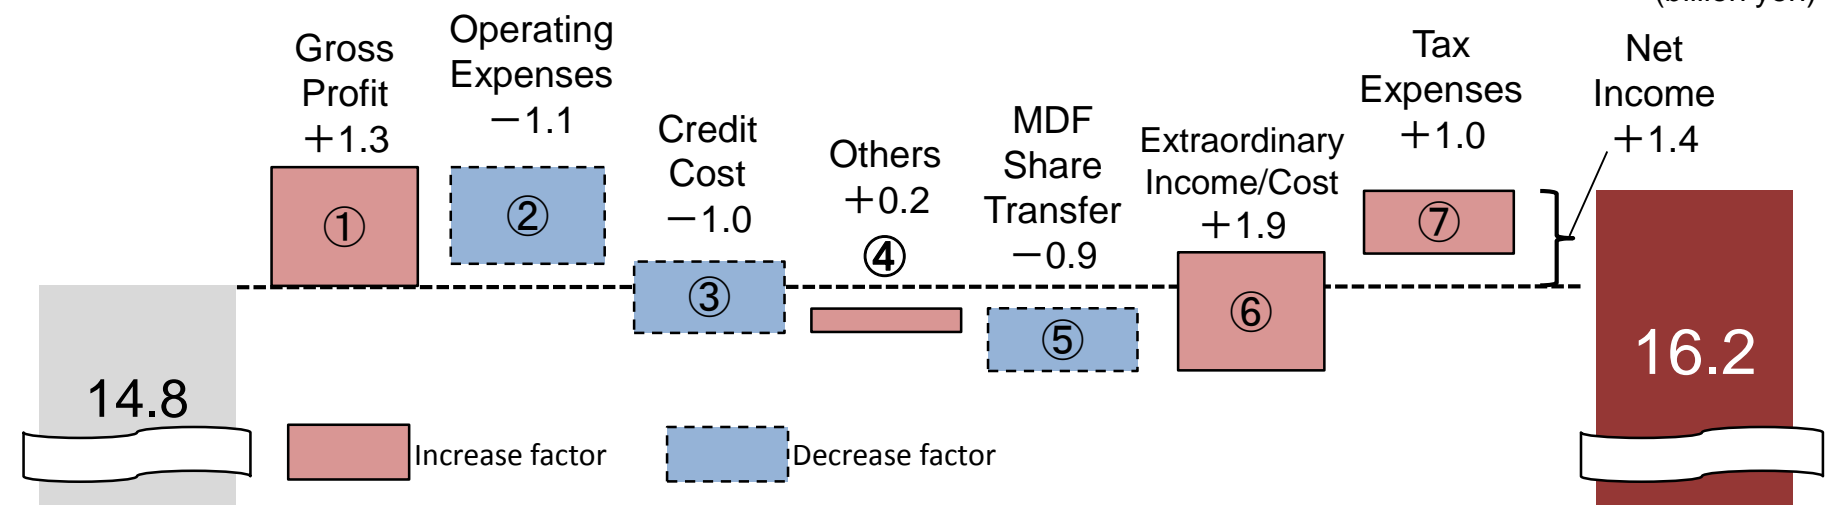 (billion yen)
Gross
Profit
＋1.3
Operating
Expenses
－1.1
Credit
Cost
－1.0
Others
＋0.2
MDF
Share
Transfer
－0.9
Extraordinary
Income/Cost
＋1.9
Tax
Expenses
＋1.0
Net
Income
＋1.4
①
②
③
④
⑤
⑥
⑦
14.8
16.2
Increase factor
Decrease factor